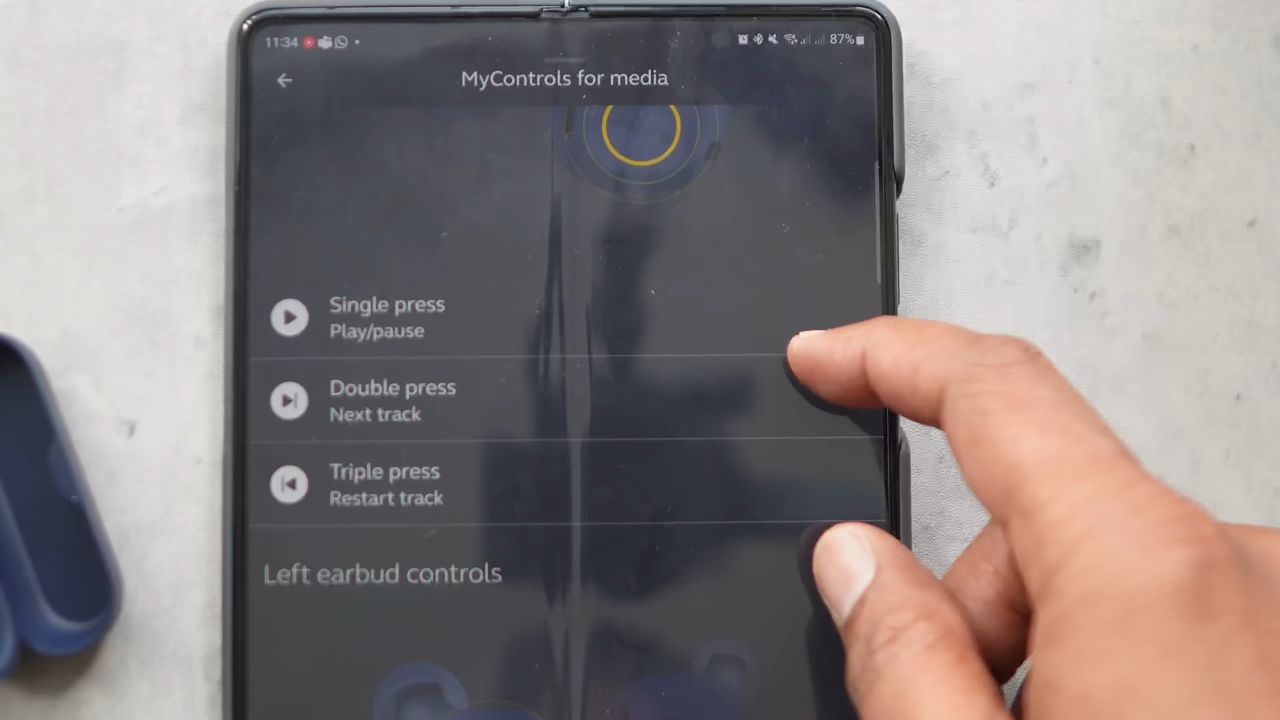 11:34
87%
MyControls for media
Single press
Play/pause
Double press
Next track
Triple press
Restart track
Left earbud controls